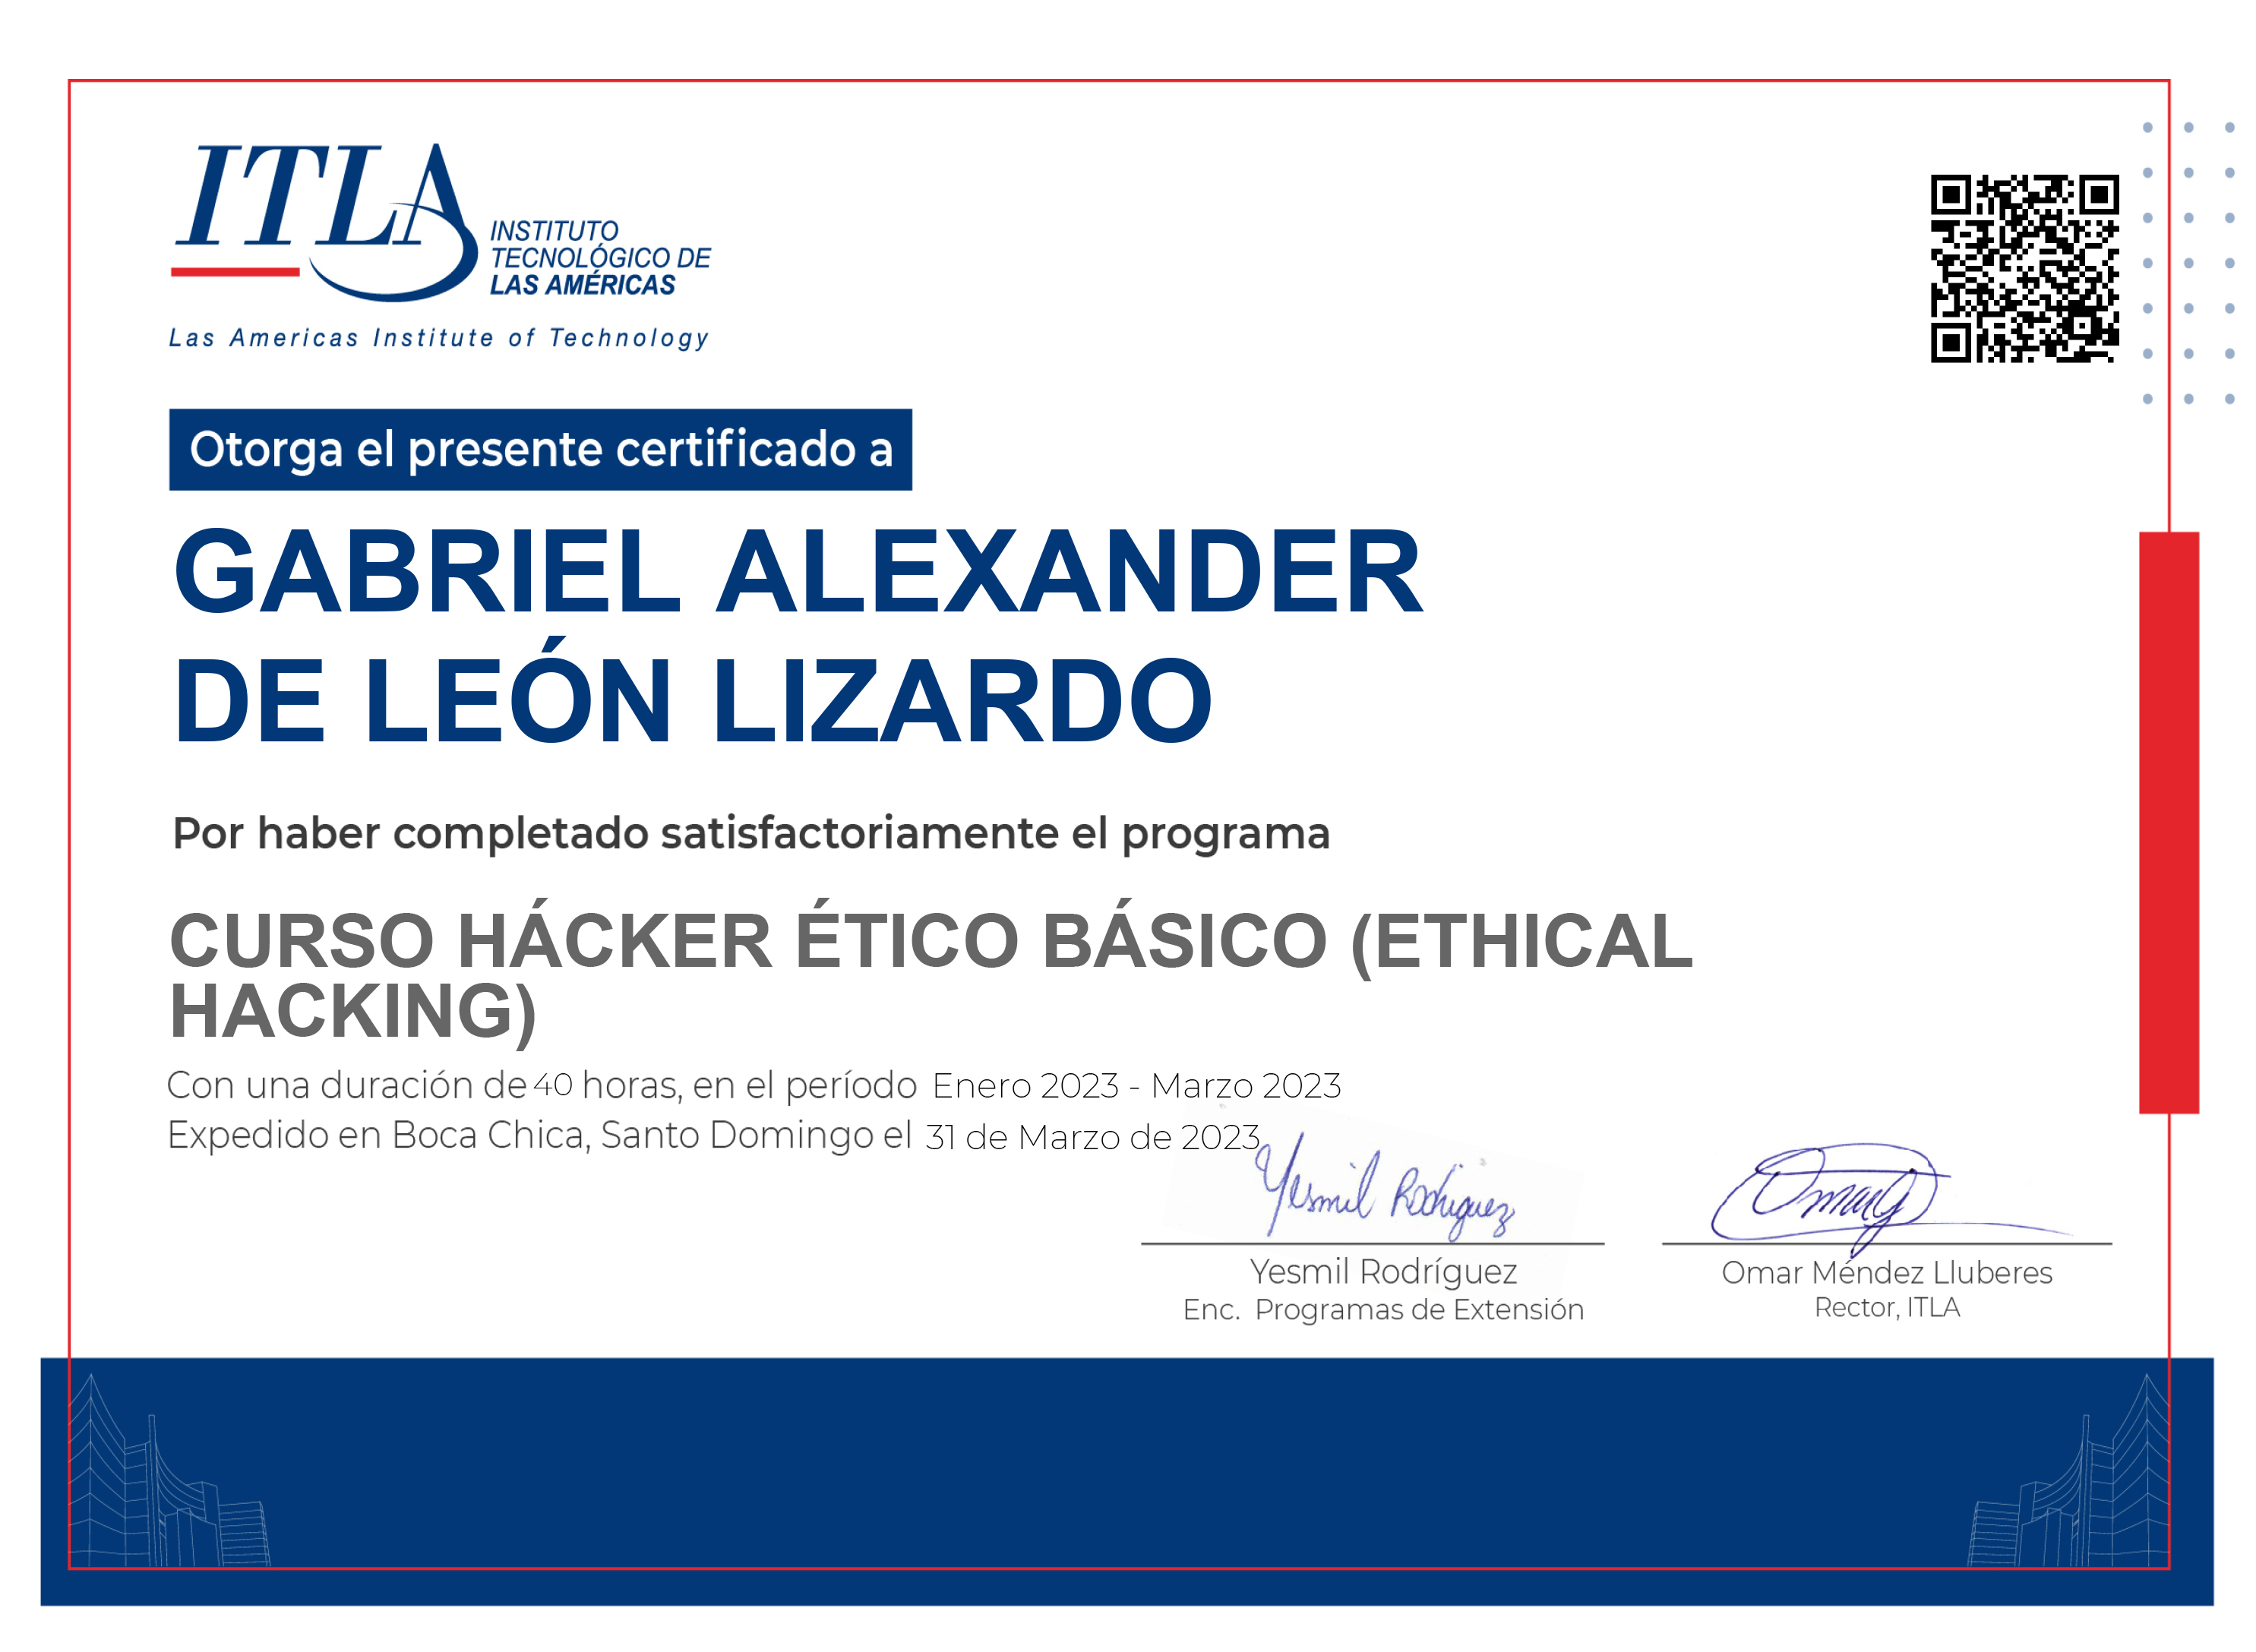 ITLA
INSTITUTO
TECNOLÓGICO DE
LAS AMÉRICAS
Las Americas Institute of Technology
Otorga el presente certificado a
GABRIEL ALEXANDER
DE LEÓN LIZARDO
Por haber completado satisfactoriamente el programa
CURSO HÁCKER ÉTICO BÁSICO (ETHICAL
HACKING)
Con una duración de 40 horas, en el período Enero 2023 - Marzo 2023
Expedido en Boca Chica, Santo Domingo el 31 de Marzo de 2023
Yesmil Rodriguez
Yesmil Rodríguez
Enc. Programas de Extensión
Omar Méndez Lluberes
Rector, ITLA